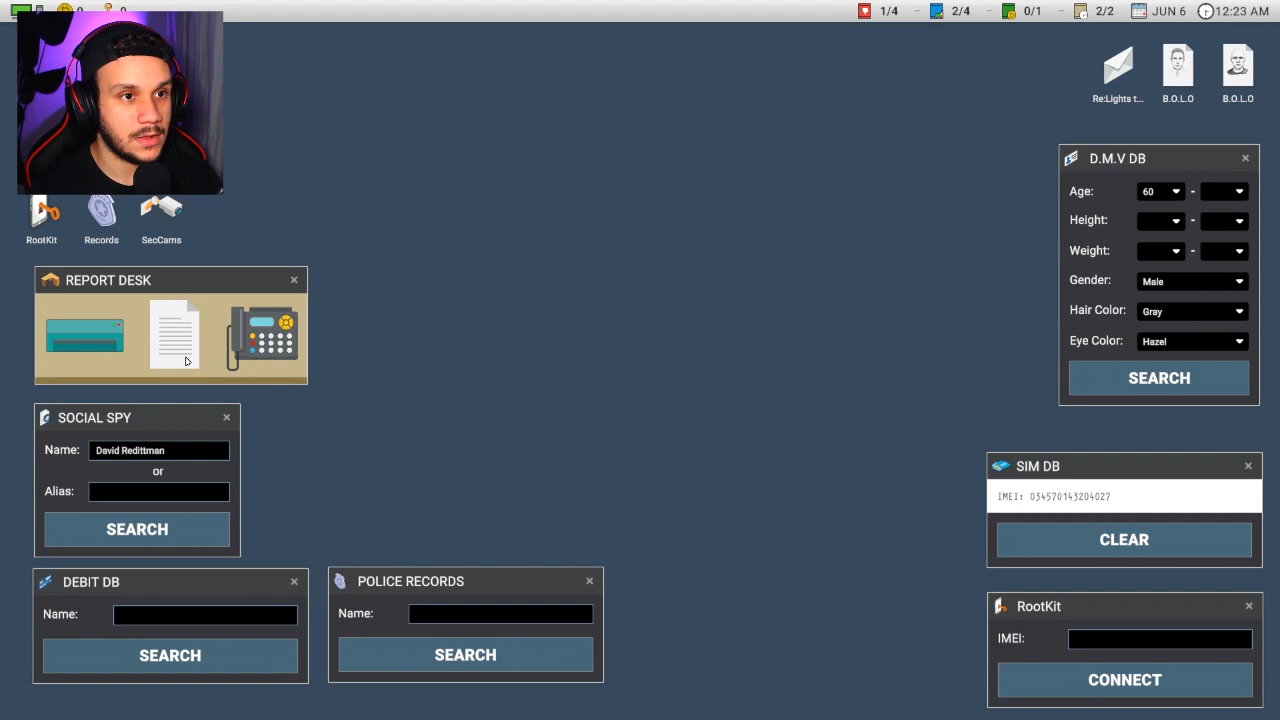 0
0
1/4
2/4
0/1
2/2
JUN 6
12:23 AM
Re:Lights t...
B.O.L.O
B.O.L.O
RootKit
Records
SecCams
D.M.V DB
Age:
60
-
Height:
-
Weight:
-
Gender:
Male
Hair Color:
Gray
Eye Color:
Hazel
SEARCH
REPORT DESK
SOCIAL SPY
Name:
David Redittman
or
Alias:
SEARCH
SIM DB
IMEI: 034570143204027
CLEAR
DEBIT DB
Name:
SEARCH
POLICE RECORDS
Name:
SEARCH
RootKit
IMEI:
CONNECT